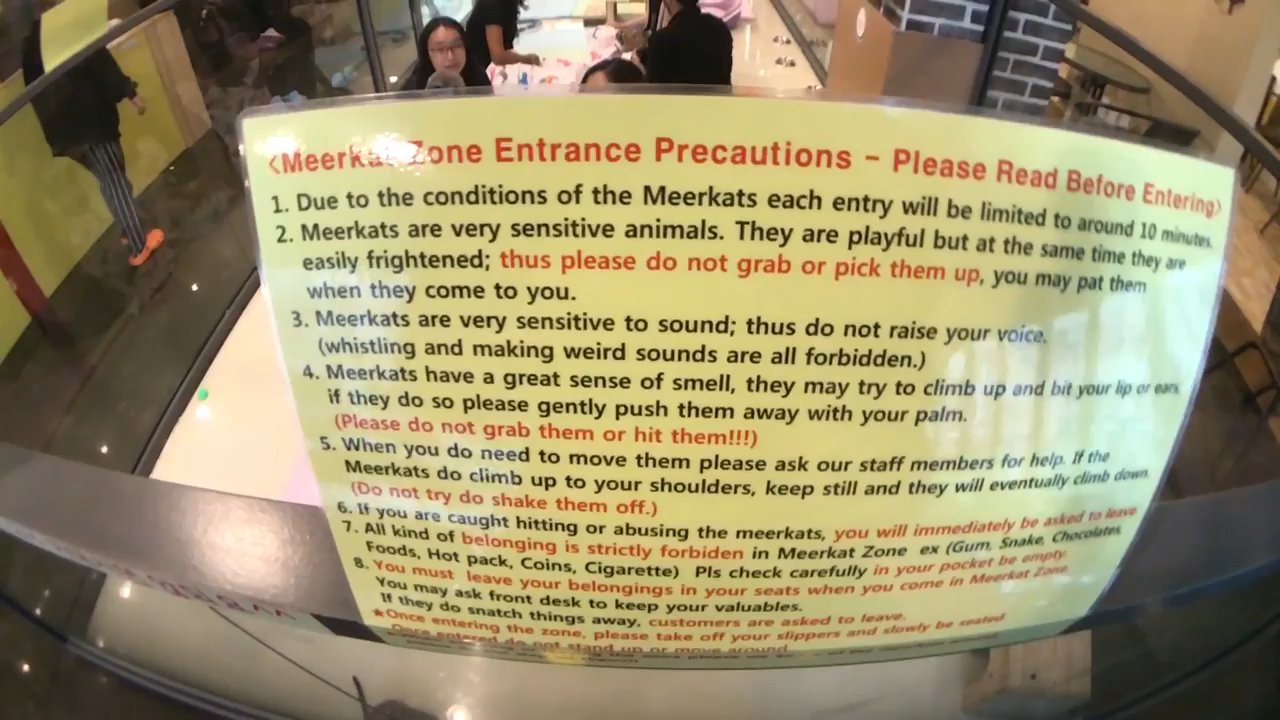 <Meerkat Zone Entrance Precautions - Please Read Before Entering>
1. Due to the conditions of the Meerkats each entry will be limited to around 10 minutes.
2. Meerkats are very sensitive animals. They are playful but at the same time they are
easily frightened; thus please do not grab or pick them up, you may pat them
when they come to you.
3. Meerkats are very sensitive to sound; thus do not raise your voice.
(whistling and making weird sounds are all forbidden.)
4. Meerkats have a great sense of smell, they may try to climb up and bit your lip or ears,
if they do so please gently push them away with your palm.
(Please do not grab them or hit them!!!)
5. When you do need to move them please ask our staff members for help. If the
Meerkats do climb up to your shoulders, keep still and they will eventually climb down.
(Do not try do shake them off.)
6. If you are caught hitting or abusing the meerkats, you will immediately be asked to leave
7. All kind of belonging is strictly forbiden in Meerkat Zone ex (Gum, Snake, Chocolates,
Foods, Hot pack, Coins, Cigarette) Pls check carefully in your pocket be empty.
8. You must leave your belongings in your seats when you come in Meerkat Zone.
You may ask front desk to keep your valuables.
If they do snatch things away, customers are asked to leave.
★Once entering the zone, please take off your slippers and slowly be seated
Once entered do not stand up or move around